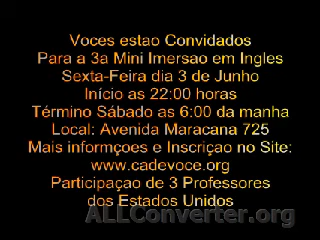 Voces estao Convidados
Para a 3a Mini Imersao em Ingles
Sexta-Feira dia 3 de Junho
Início as 22:00 horas
Término Sábado as 6:00 da manha
Local: Avenida Maracana 725
Mais informçoes e Inscriçao no Site:
www.cadevoce.org
Participaçao de 3 Professores
dos Estados Unidos
ALLConverter.org